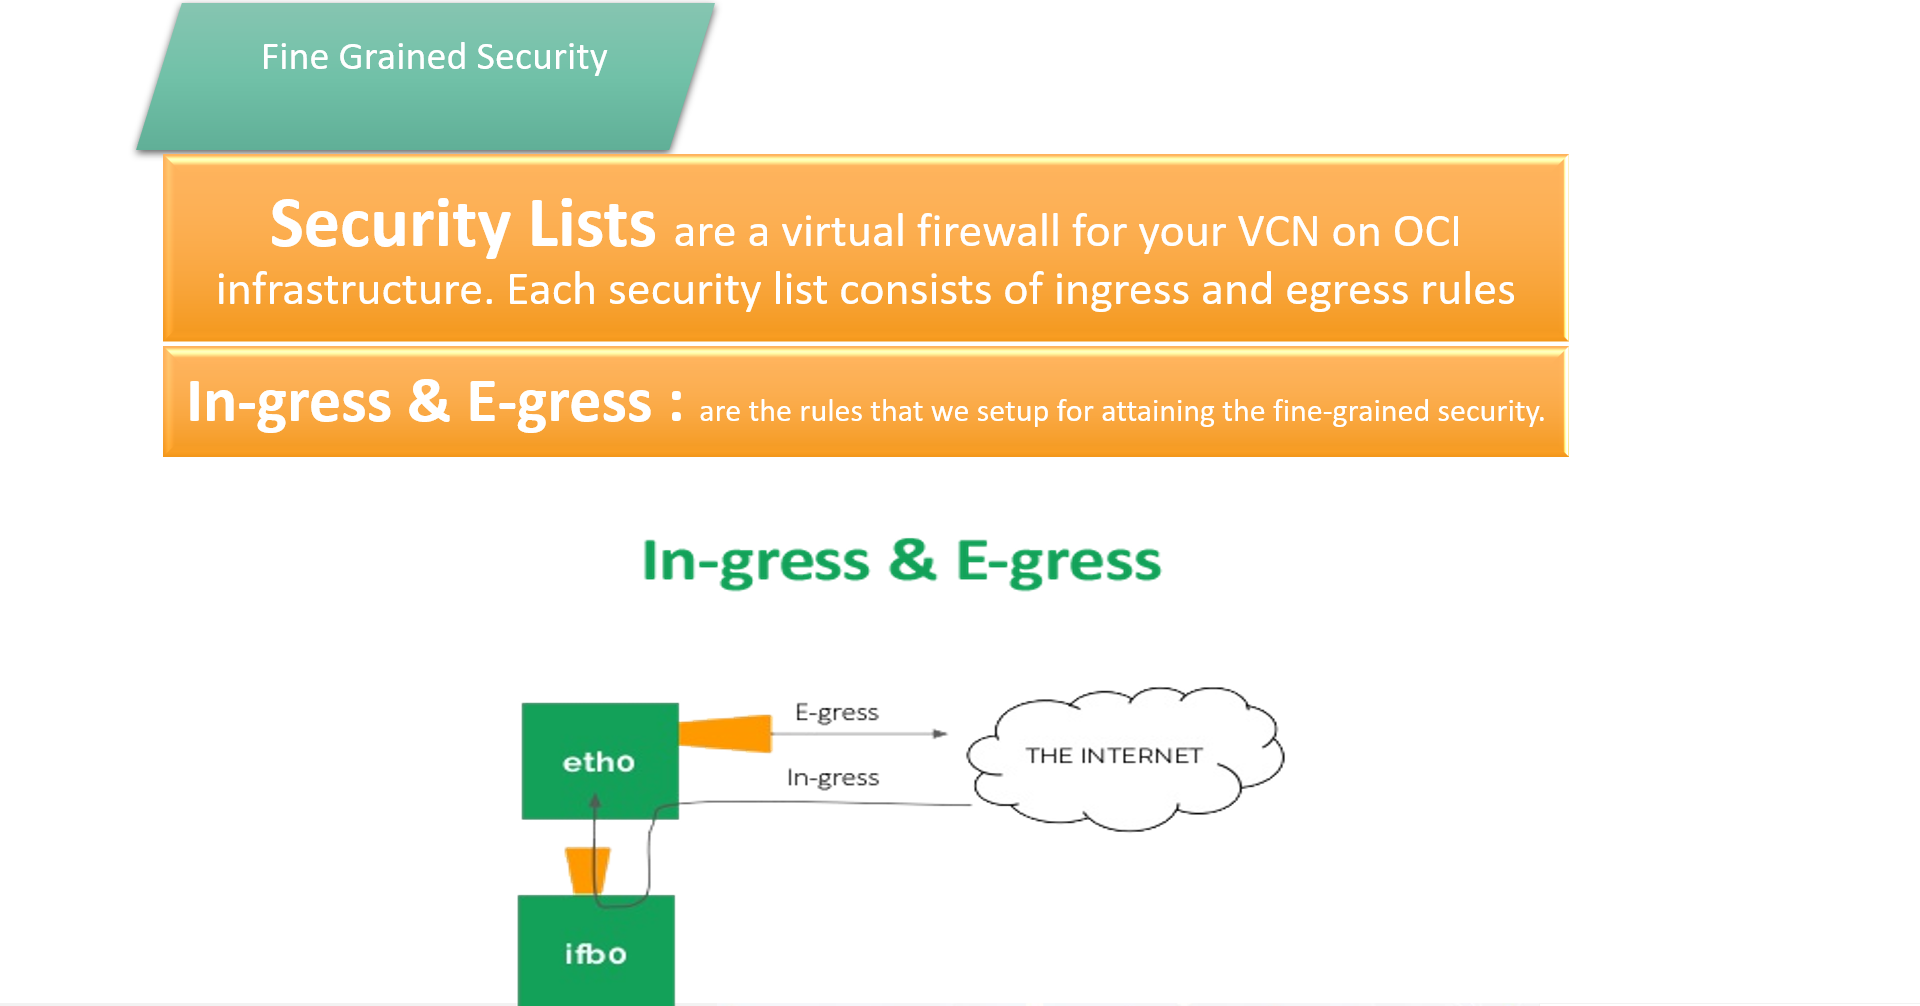 Fine Grained Security
Security Lists are a virtual firewall for your VCN on OCI
infrastructure. Each security list consists of ingress and egress rules
In-gress & E-gress : are the rules that we setup for attaining the fine-grained security.
In-gress & E-gress
E-gress
THE INTERNET
eth0
In-gress
ifb0